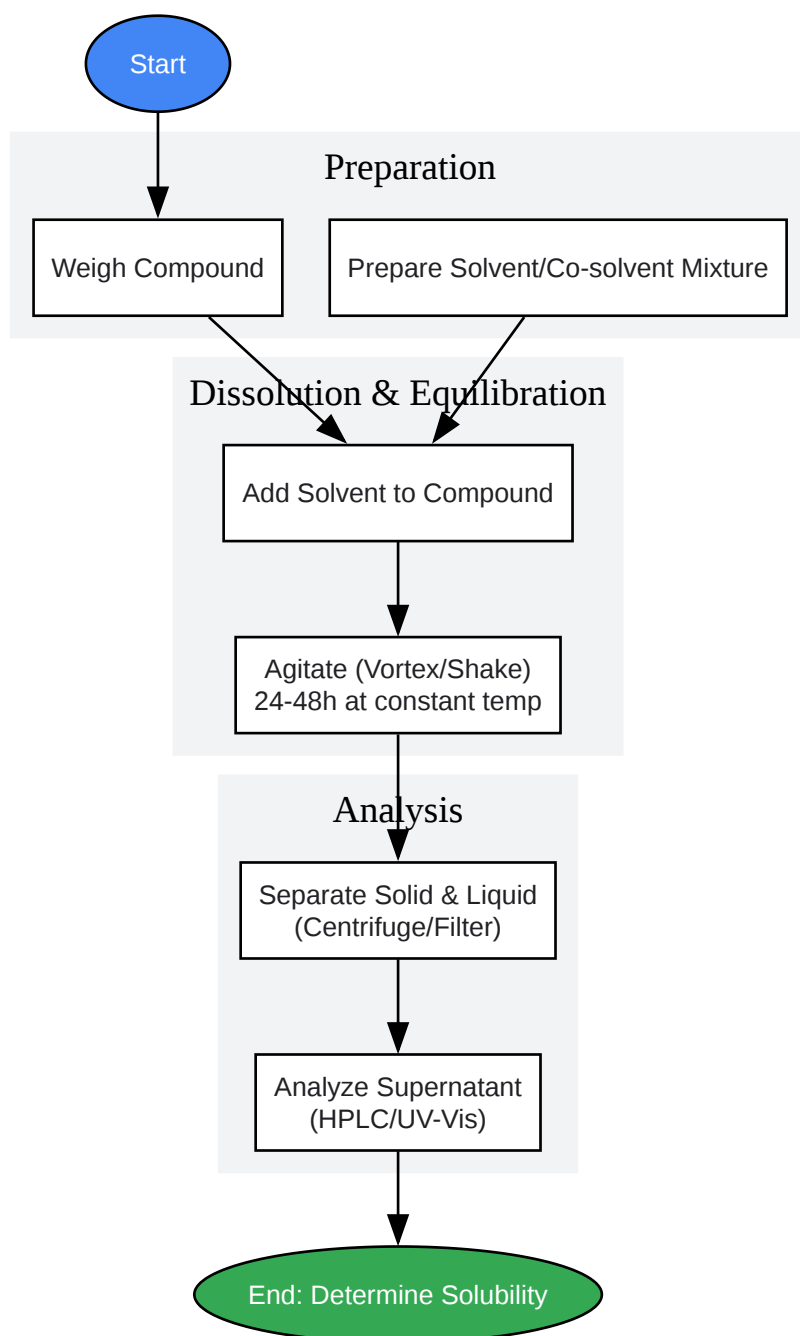 Start
Preparation
Weigh Compound
Prepare Solvent/Co-solvent Mixture
Dissolution & Equilibration
Add Solvent to Compound
Agitate (Vortex/Shake)
24-48h at constant temp
Analysis
Separate Solid & Liquid
(Centrifuge/Filter)
Analyze Supernatant
(HPLC/UV-Vis)
End: Determine Solubility